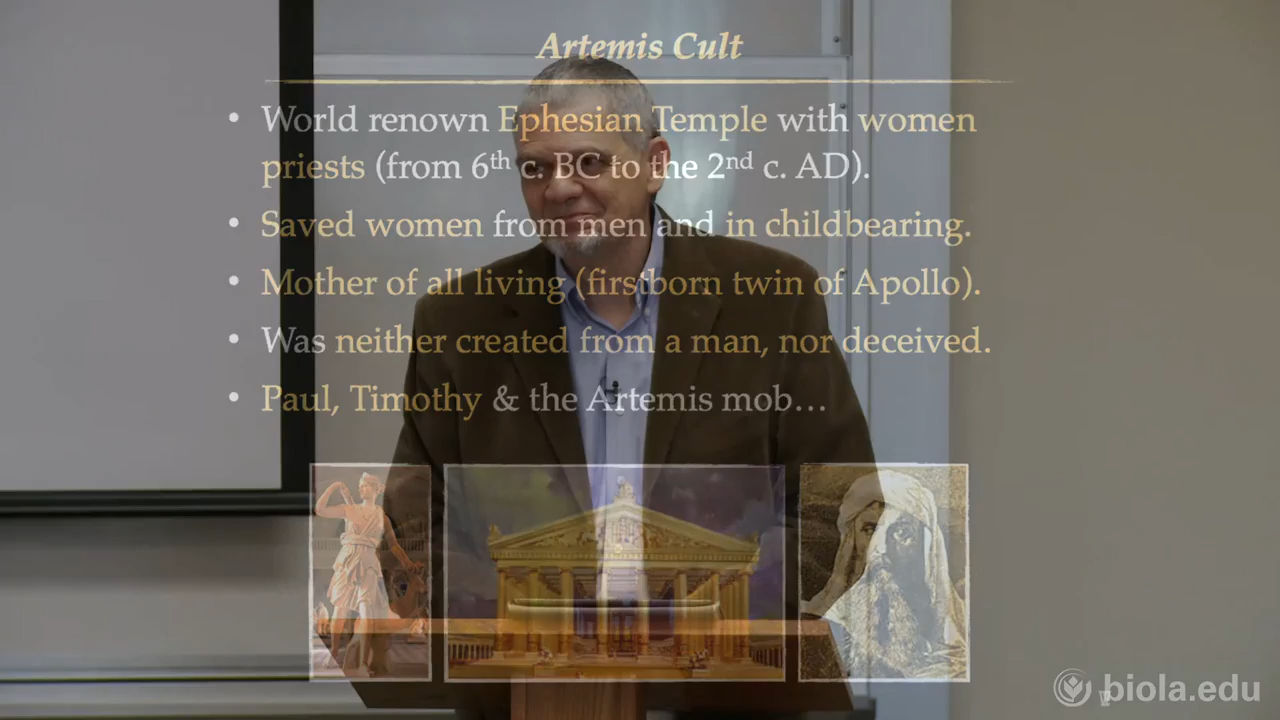 Artemis Cult
• World renown Ephesian Temple with women
priests (from 6th c. BC to the 2nd c. AD).
• Saved women from men and in childbearing.
• Mother of all living (firstborn twin of Apollo).
• Was neither created from a man, nor deceived.
• Paul, Timothy & the Artemis mob…
biola.edu